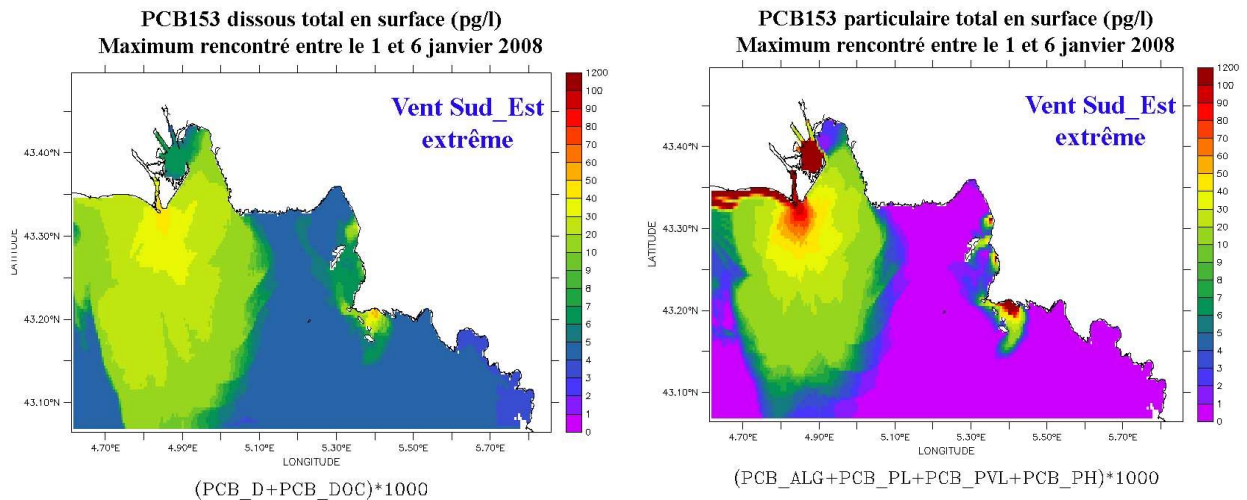 PCB153 dissous total en surface (pg/l)
Maximum rencontré entre le 1 et 6 janvier 2008
Vent Sud_Est
extrême
1200
100
90
80
70
60
50
40
30
20
10
9
8
7
6
5
4
3
2
1
0
43.40°N
43.30°N
43.20°N
43.10°N
LATITUDE
4.70°E
4.90°E
5.10°E
5.30°E
5.50°E
5.70°E
LONGITUDE
(PCB_D+PCB_DOC)*1000
PCB153 particulaire total en surface (pg/l)
Maximum rencontré entre le 1 et 6 janvier 2008
Vent Sud_Est
extrême
1200
100
90
80
70
60
50
40
30
20
10
9
8
7
6
5
4
3
2
1
0
43.40°N
43.30°N
43.20°N
43.10°N
LATITUDE
4.70°E
4.90°E
5.10°E
5.30°E
5.50°E
5.70°E
LONGITUDE
(PCB_ALG+PCB_PL+PCB_PVL+PCB_PH)*1000